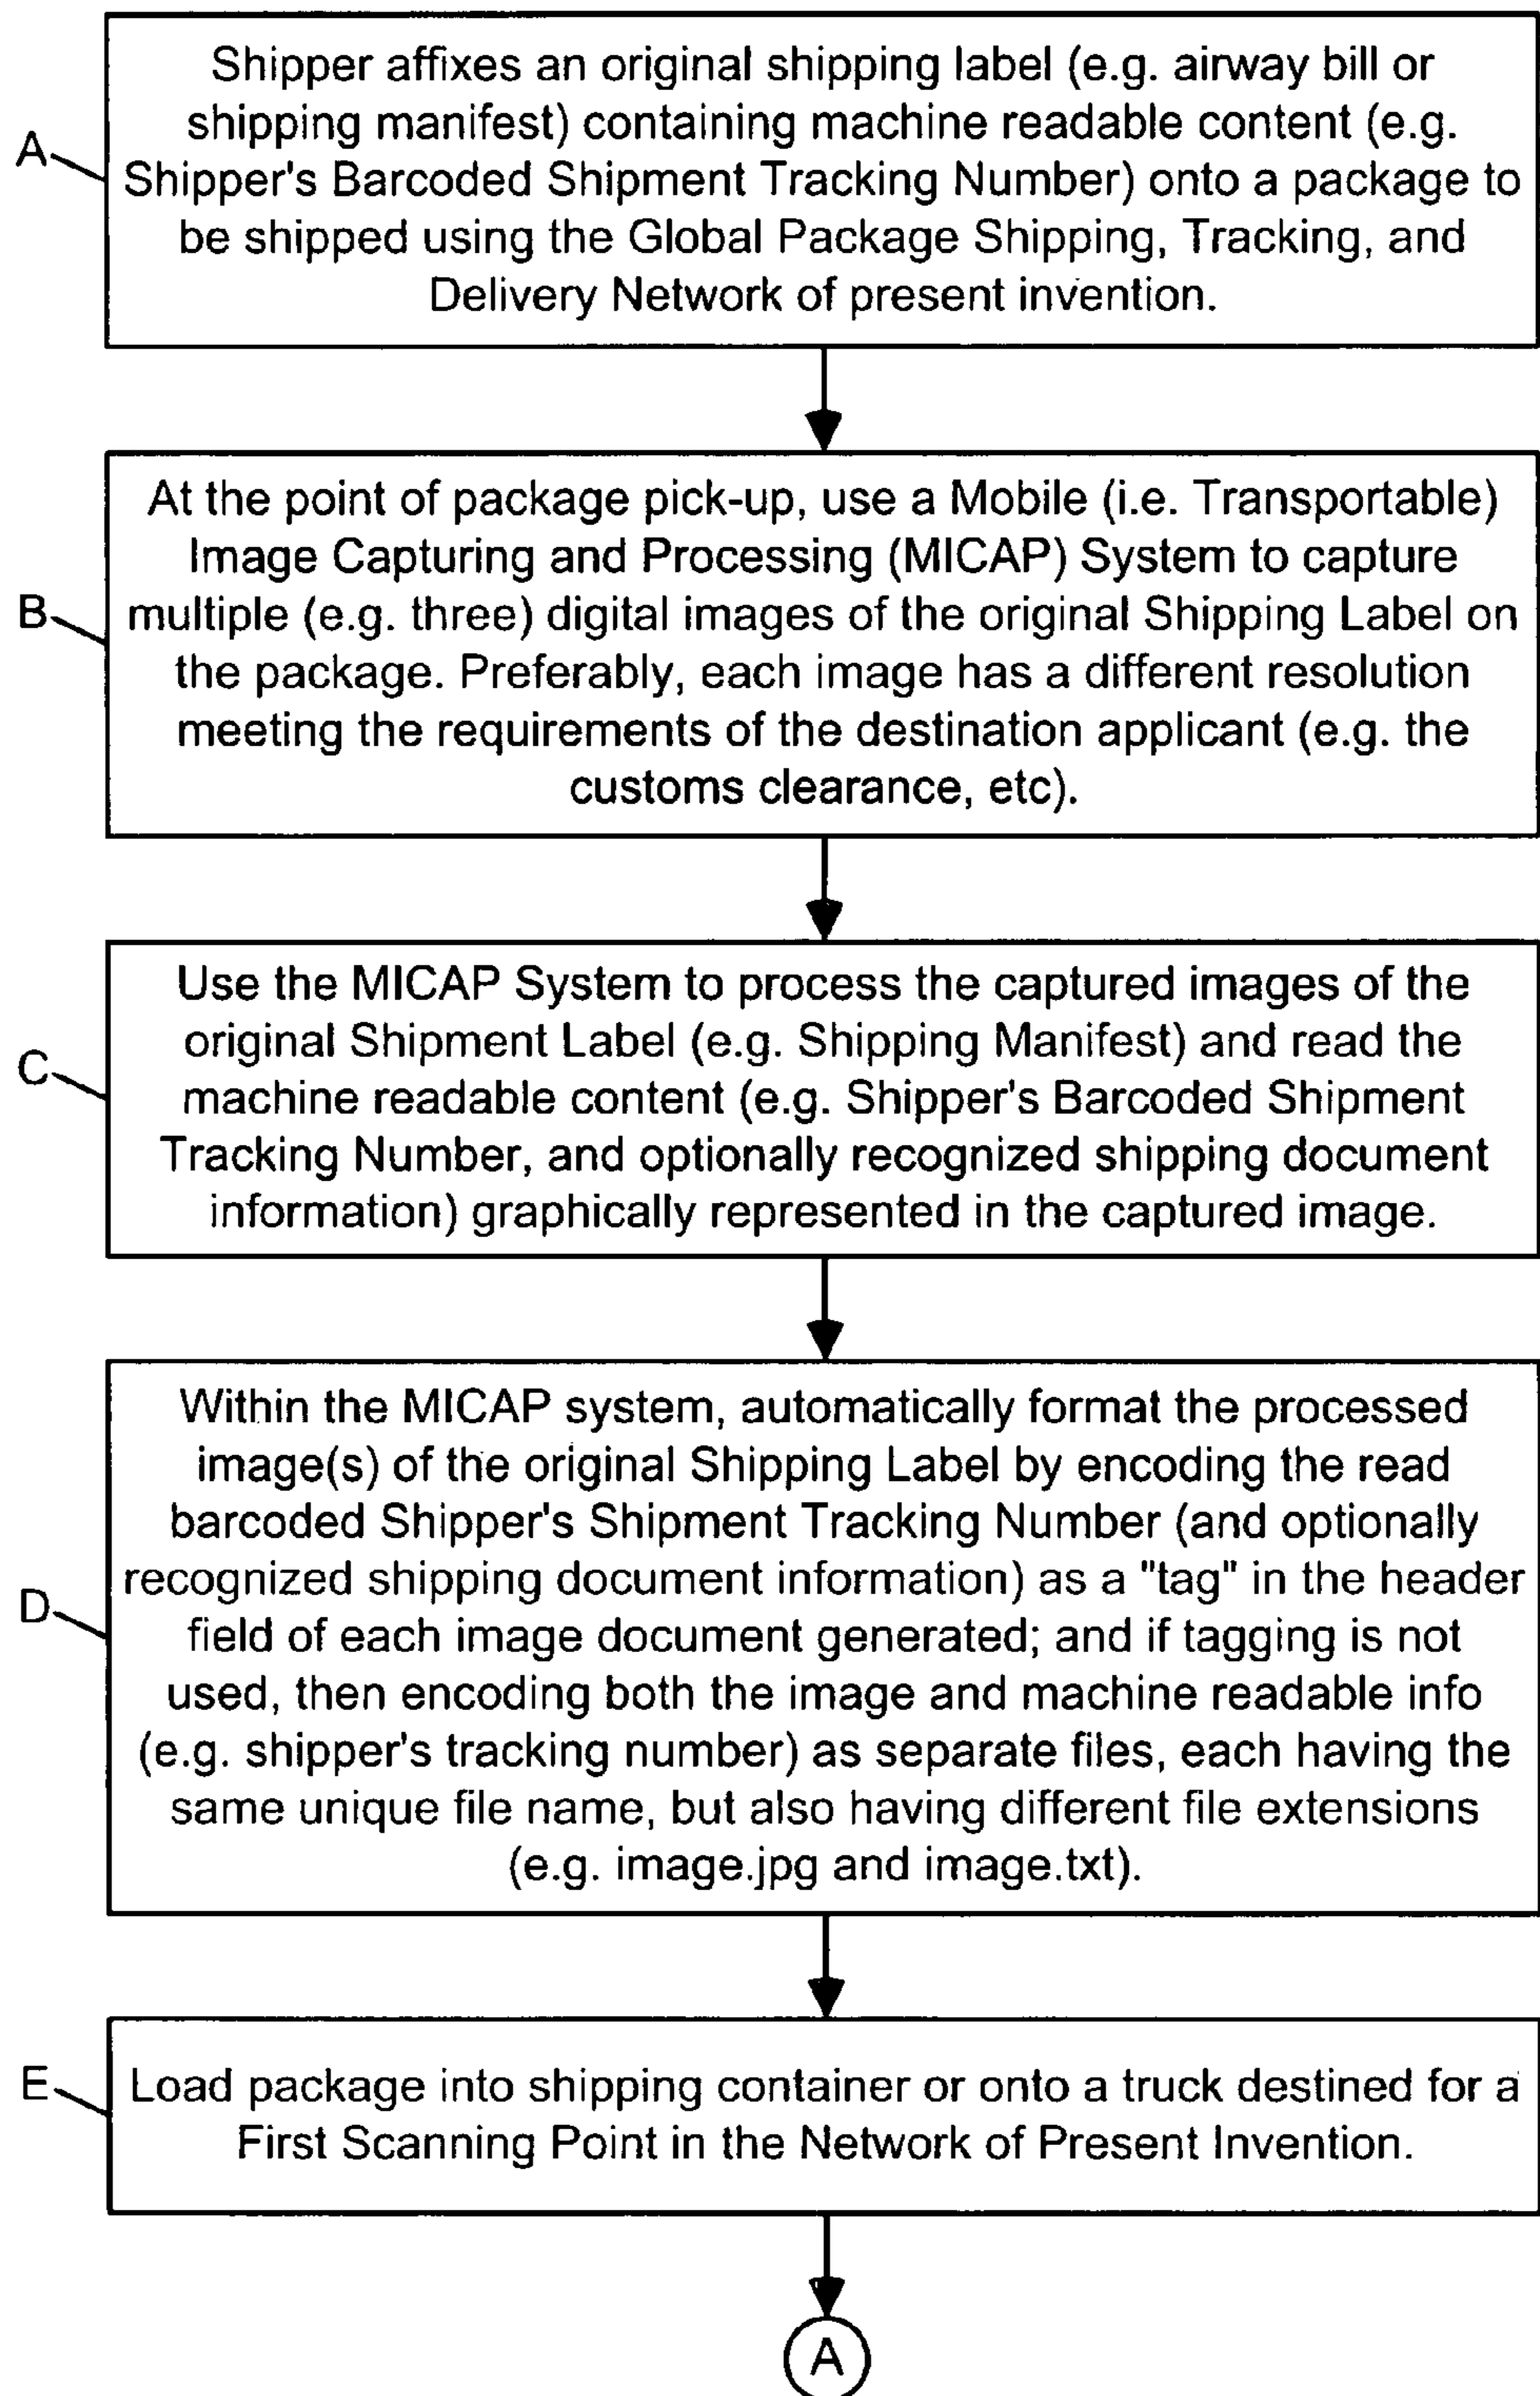 Shipper affixes an original shipping label (e.g. airway bill or
shipping manifest) containing machine readable content (e.g.
A
Shipper's Barcoded Shipment Tracking Number) onto a package to
be shipped using the Global Package Shipping, Tracking, and
Delivery Network of present invention.
At the point of package pick-up, use a Mobile (i.e. Transportable)
Image Capturing and Processing (MICAP) System to capture
B
multiple (e.g. three) digital images of the original Shipping Label on
the package. Preferably, each image has a different resolution
meeting the requirements of the destination applicant (e.g. the
customs clearance, etc).
Use the MICAP System to process the captured images of the
original Shipment Label (e.g. Shipping Manifest) and read the
C
machine readable content (e.g. Shipper's Barcoded Shipment
Tracking Number, and optionally recognized shipping document
information) graphically represented in the captured image.
Within the MICAP system, automatically format the processed
image(s) of the original Shipping Label by encoding the read
barcoded Shipper's Shipment Tracking Number (and optionally
recognized shipping document information) as a "tag" in the header
D
field of each image document generated; and if tagging is not
used, then encoding both the image and machine readable info
(e.g. shipper's tracking number) as separate files, each having the
same unique file name, but also having different file extensions
(e.g. image.jpg and image.txt).
E
Load package into shipping container or onto a truck destined for a
First Scanning Point in the Network of Present Invention.
A